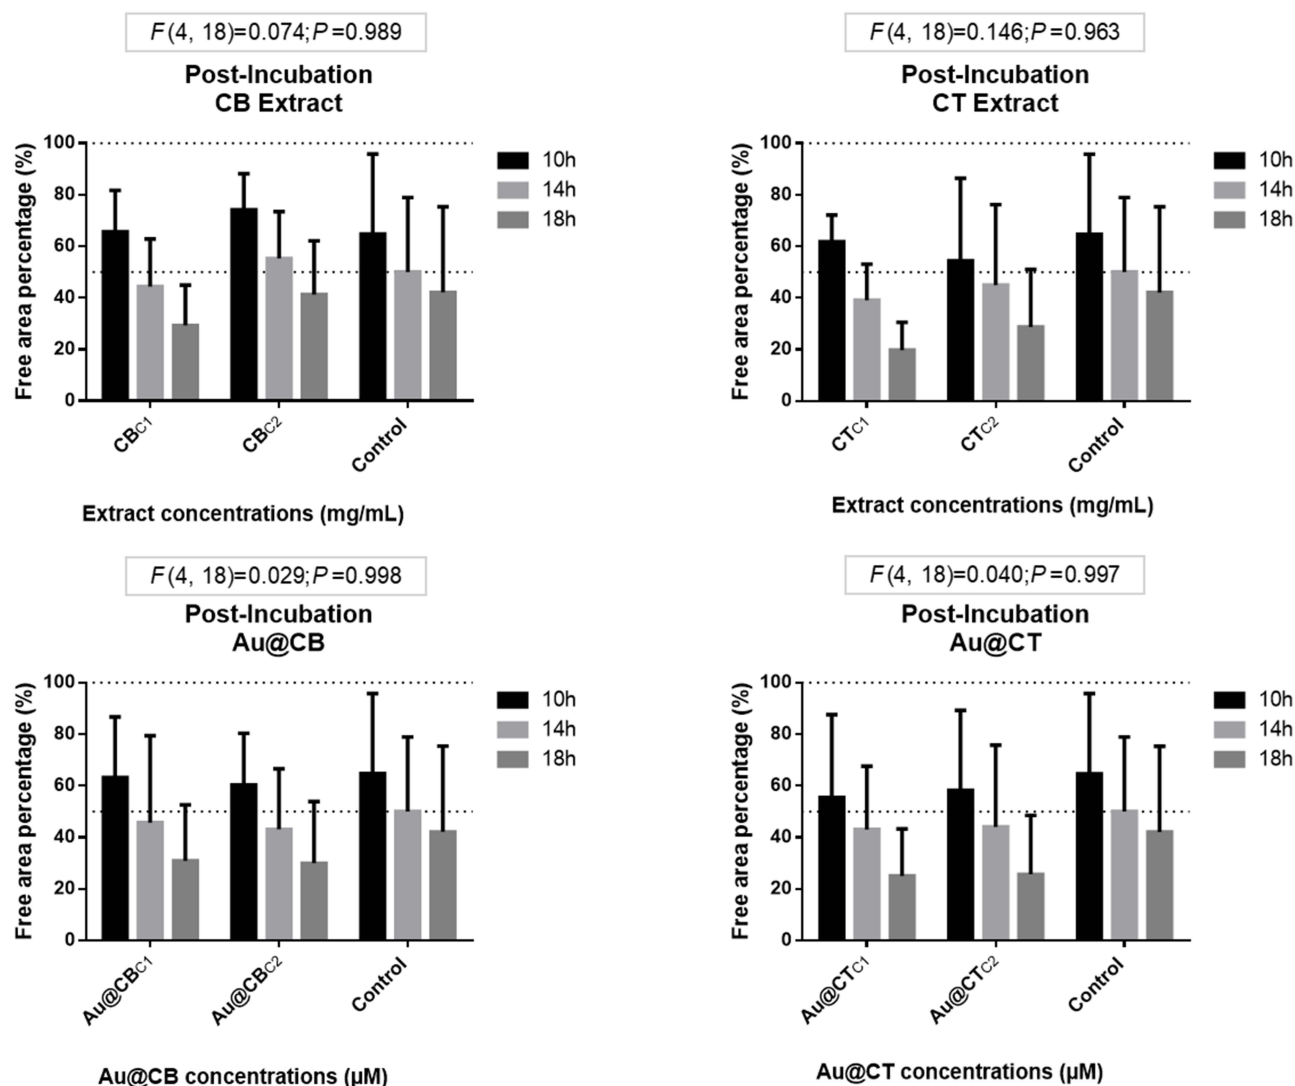 F(4, 18)=0.074;P=0.989
Post-Incubation
CB Extract
Free area percentage (%)
100
80
60
40
20
0
10h
14h
18h
CBC1
CBC2
Control
Extract concentrations (mg/mL)
F(4, 18)=0.146;P=0.963
Post-Incubation
CT Extract
Free area percentage (%)
100
80
60
40
20
0
10h
14h
18h
CTC1
CTC2
Control
Extract concentrations (mg/mL)
F(4, 18)=0.029;P=0.998
Post-Incubation
Au@CB
Free area percentage (%)
100
80
60
40
20
0
10h
14h
18h
Au@CBC1
Au@CBC2
Control
Au@CB concentrations (µM)
F(4, 18)=0.040;P=0.997
Post-Incubation
Au@CT
Free area percentage (%)
100
80
60
40
20
0
10h
14h
18h
Au@CTC1
Au@CTC2
Control
Au@CT concentrations (µM)